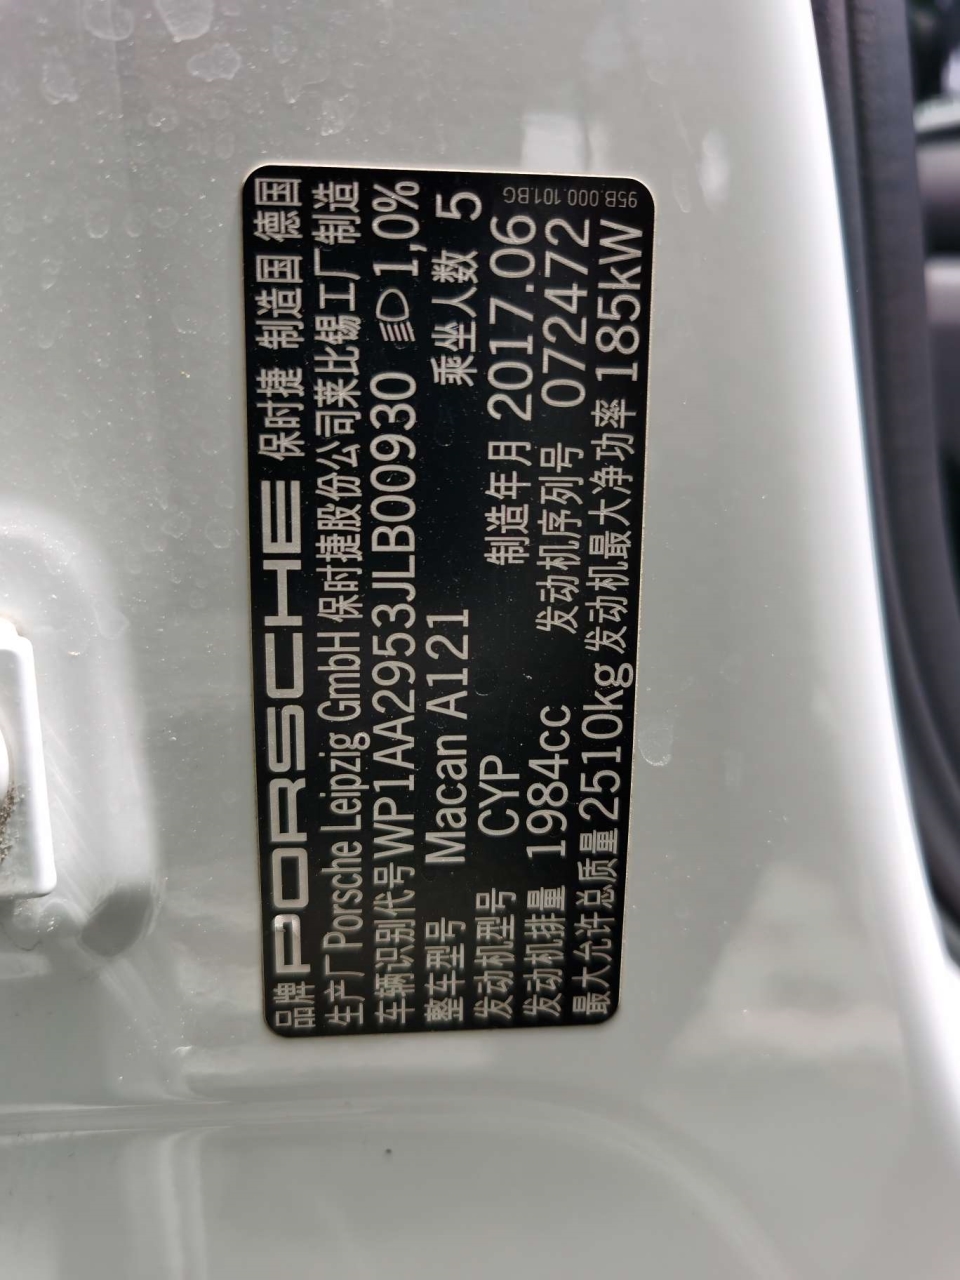 品牌 PORSCHE 保时捷 制造国 德国
生产厂 Porsche Leipzig GmbH 保时捷股份公司莱比锡工厂制造
车辆识别代号 WP1AA2953JLB00930 1,0%
整车型号 Macan A121 乘坐人数 5
发动机型号 CYP 制造年月 2017.06
发动机排量 1984cc 发动机序列号 072472
最大允许总质量 2510kg 发动机最大净功率 185kW
95B.000.101.BG